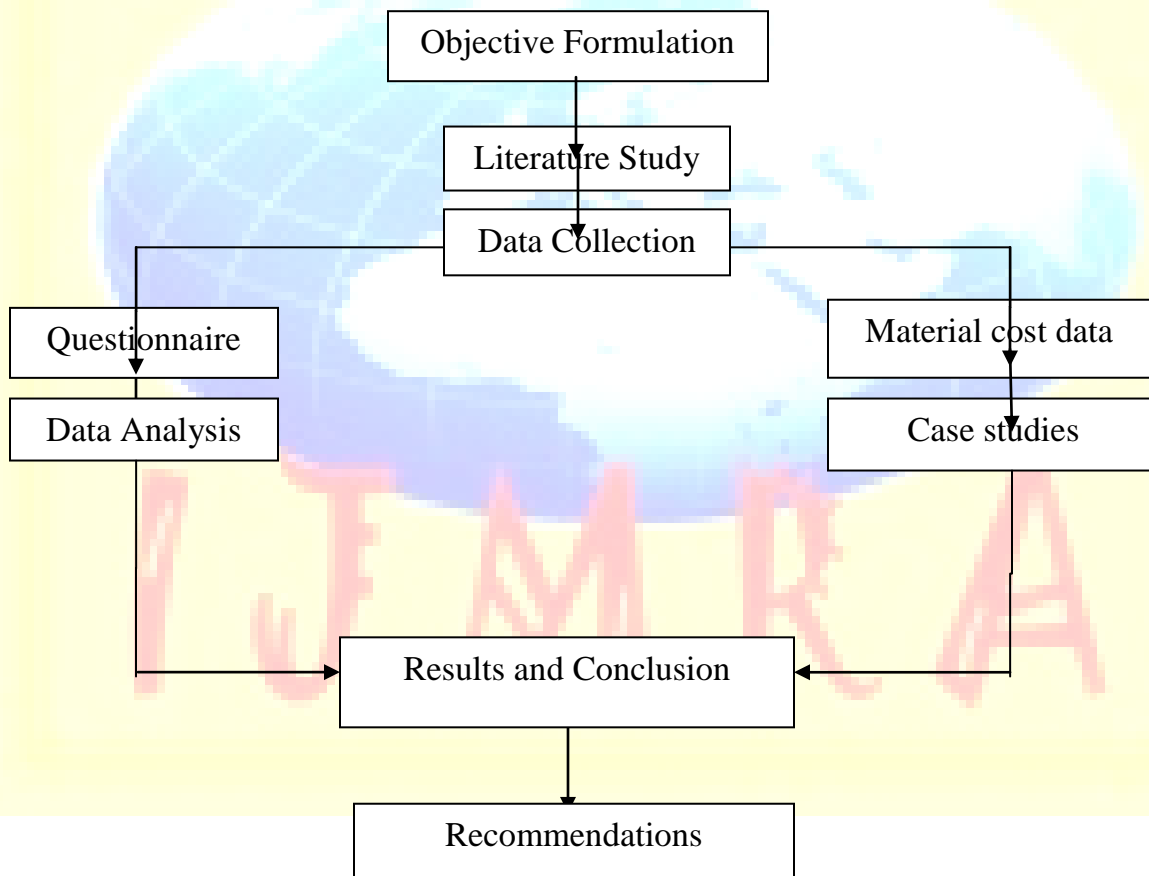 Objective Formulation
Literature Study
Data Collection
Questionnaire
Material cost data
Data Analysis
Case studies
IJMRA
Results and Conclusion
Recommendations